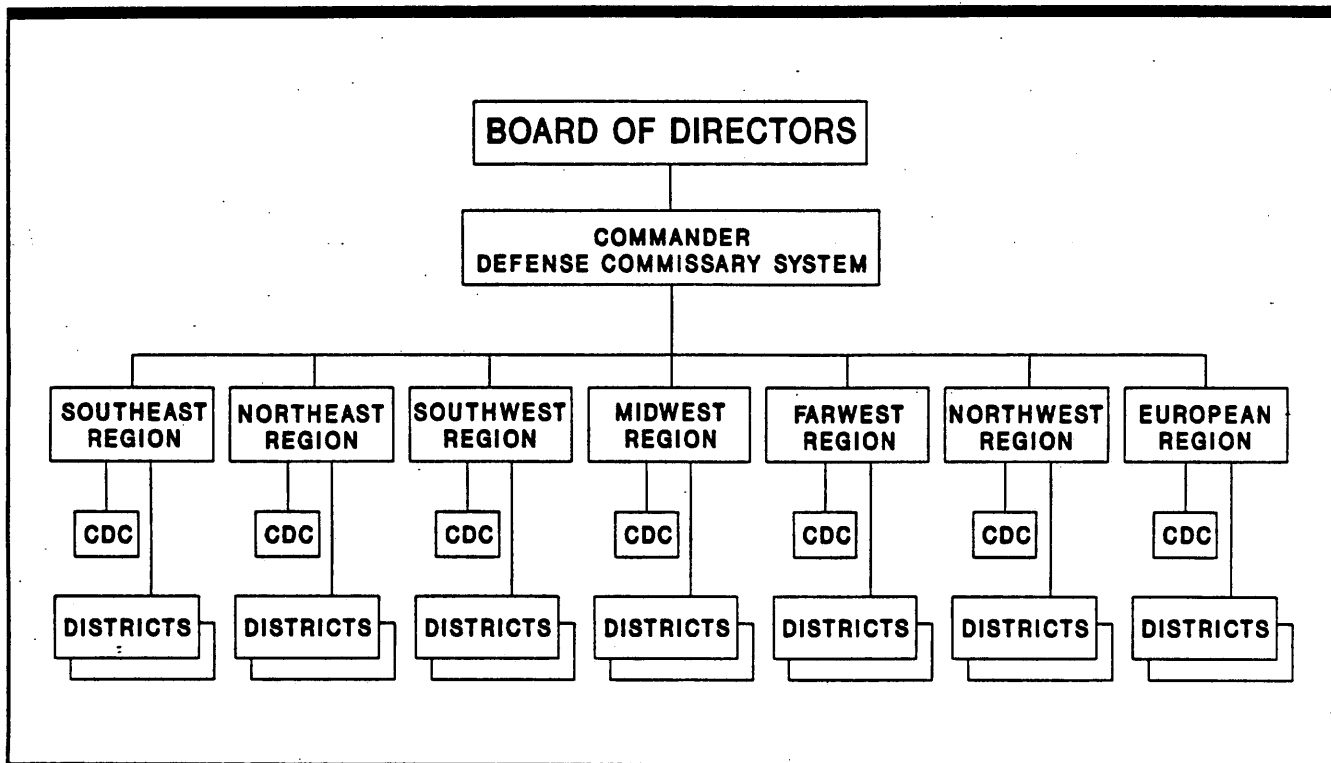 BOARD OF DIRECTORS
COMMANDER
DEFENSE COMMISSARY SYSTEM
SOUTHEAST
REGION
NORTHEAST
REGION
SOUTHWEST
REGION
MIDWEST
REGION
FARWEST
REGION
NORTHWEST
REGION
EUROPEAN
REGION
CDC
CDC
CDC
CDC
CDC
CDC
CDC
DISTRICTS
DISTRICTS
DISTRICTS
DISTRICTS
DISTRICTS
DISTRICTS
DISTRICTS